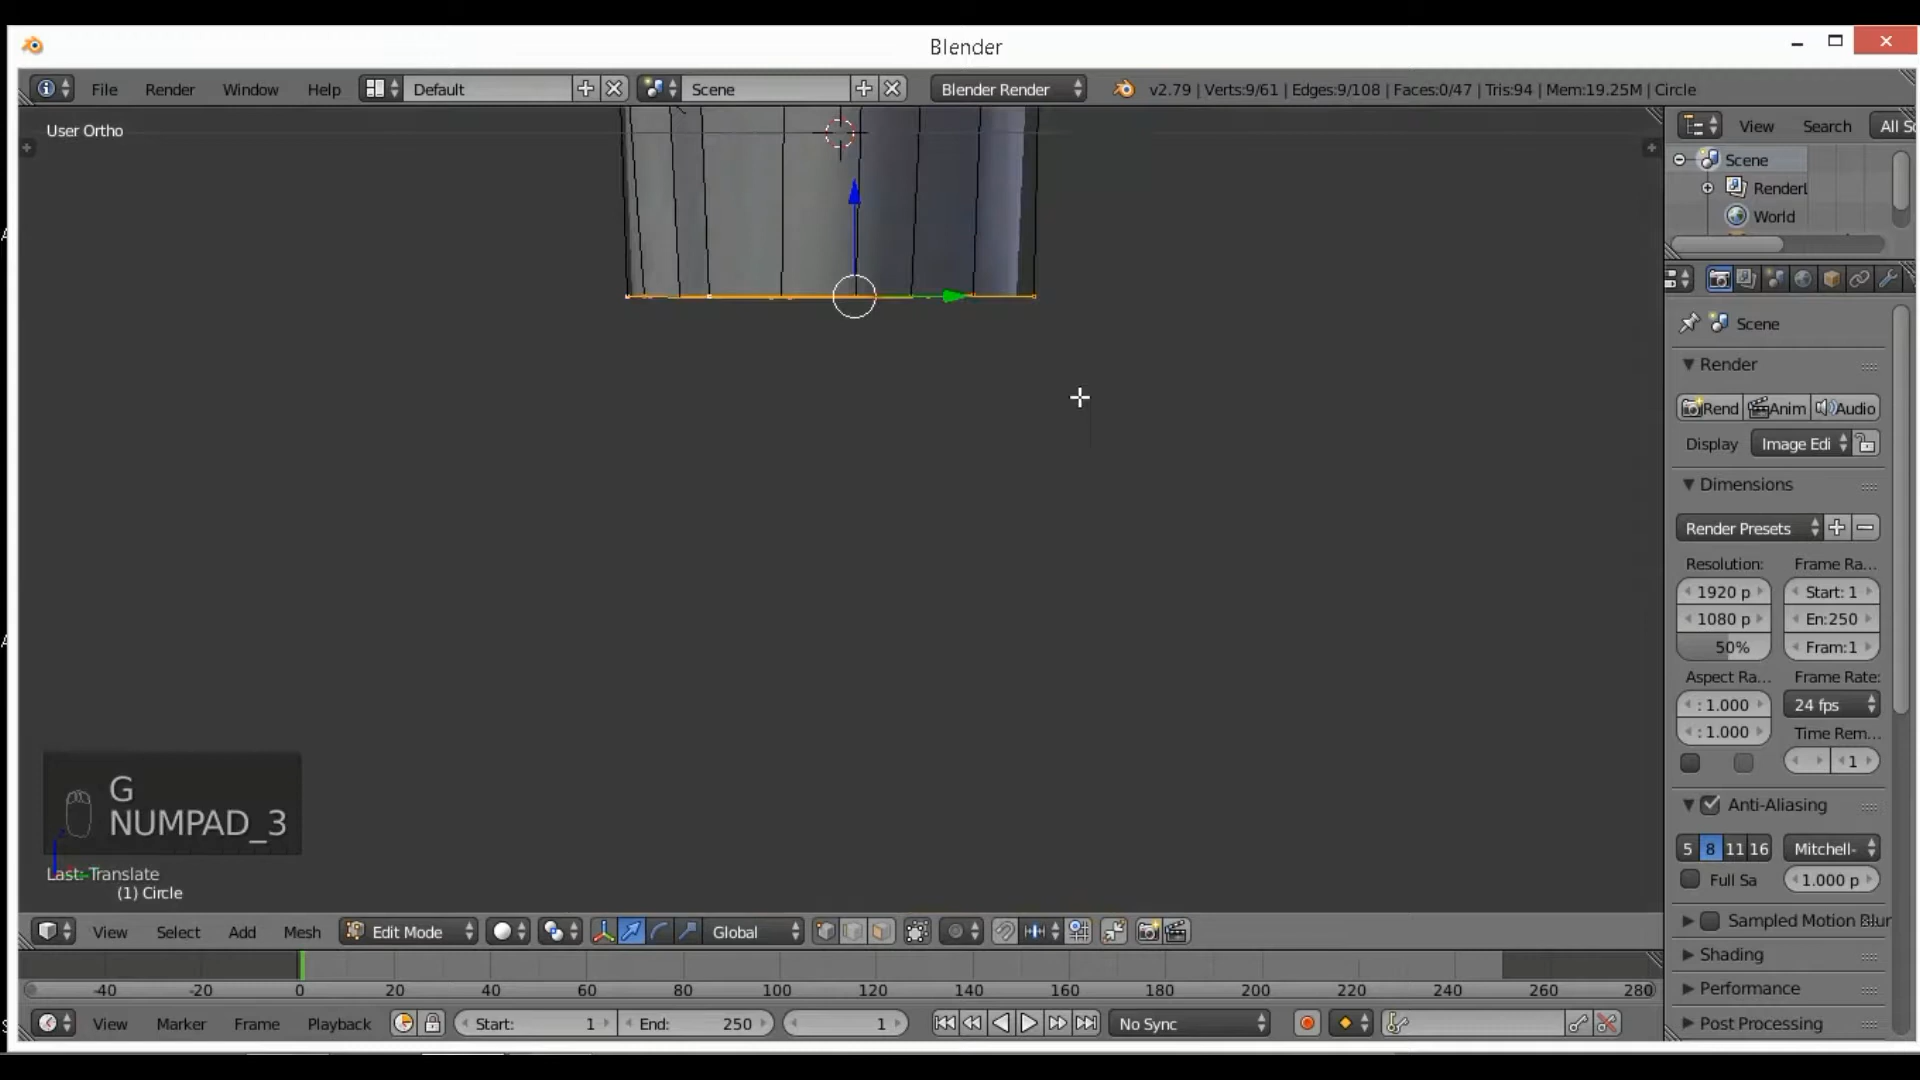 Blender
File Render Window Help Default Scene Blender Render v2.79 | Verts:9/61 | Edges:9/108 | Faces:0/47 | Tris:94 | Mem:19.25M | Circle
User Ortho
View Search All Sc
Scene
RenderL
World
Scene
Render
Rend Anim Audio
Display Image Edi
Dimensions
Render Presets
Resolution: Frame Ra...
1920 p Start: 1
1080 p En:250
50% Fram:1
Aspect Ra... Frame Rate:
: 1.000 24 fps
: 1.000 Time Rem...
1
Anti-Aliasing
5 8 11 16 Mitchell-
Full Sa 1.000 p
Sampled Motion Blur
Shading
Performance
Post Processing
G
NUMPAD_3
Last: Translate
(1) Circle
View Select Add Mesh Edit Mode Global
-40 -20 0 20 40 60 80 100 120 140 160 180 200 220 240 260 280
View Marker Frame Playback Start: 1 End: 250 1 No Sync